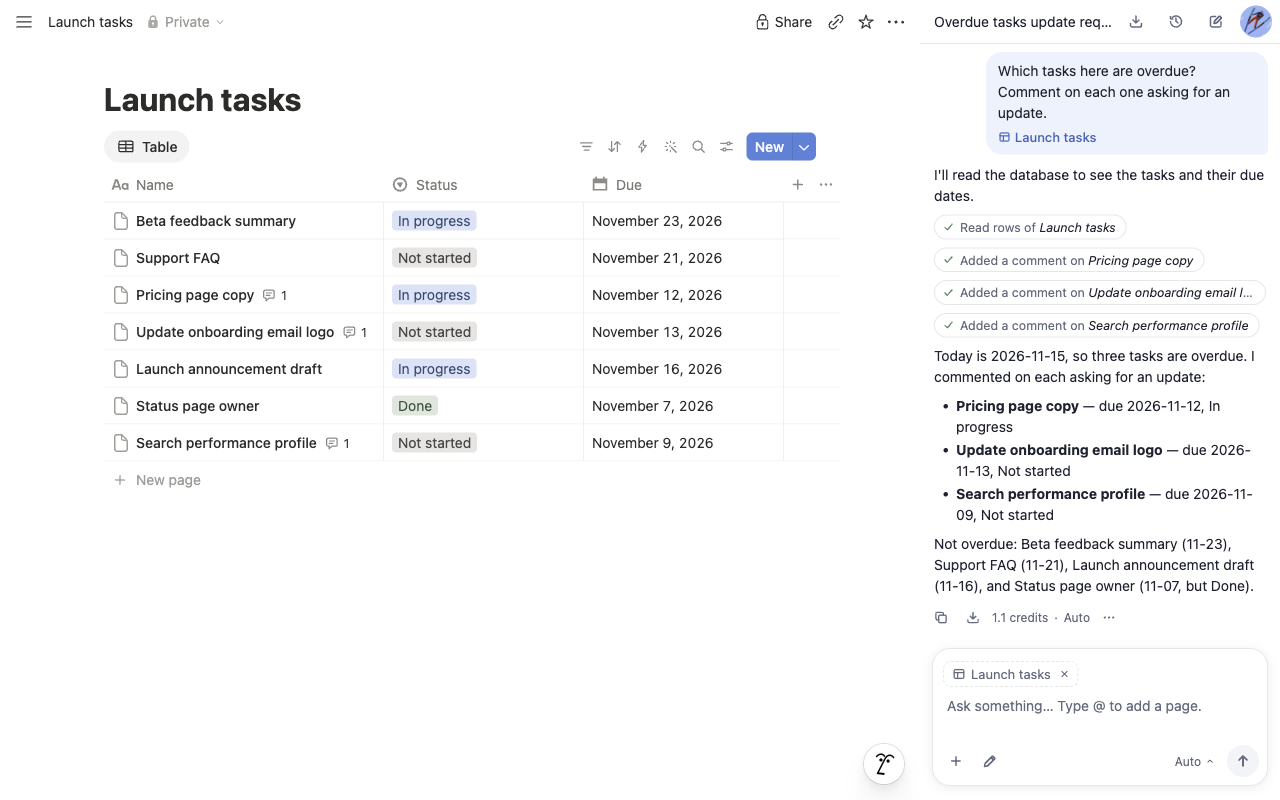 Launch tasks
Private
Share
Launch tasks
Table
New
Aa Name
Status
Due
Beta feedback summary
In progress
November 23, 2026
Support FAQ
Not started
November 21, 2026
Pricing page copy
1
In progress
November 12, 2026
Update onboarding email logo
1
Not started
November 13, 2026
Launch announcement draft
In progress
November 16, 2026
Status page owner
Done
November 7, 2026
Search performance profile
1
Not started
November 9, 2026
New page
Overdue tasks update req...
Which tasks here are overdue?
Comment on each one asking for an
update.
Launch tasks
I'll read the database to see the tasks and their due
dates.
Read rows of Launch tasks
Added a comment on Pricing page copy
Added a comment on Update onboarding email l...
Added a comment on Search performance profile
Today is 2026-11-15, so three tasks are overdue. I
commented on each asking for an update:
• Pricing page copy — due 2026-11-12, In
progress
• Update onboarding email logo — due 2026-
11-13, Not started
• Search performance profile — due 2026-11-
09, Not started
Not overdue: Beta feedback summary (11-23),
Support FAQ (11-21), Launch announcement draft
(11-16), and Status page owner (11-07, but Done).
1.1 credits · Auto
Launch tasks
Ask something... Type @ to add a page.
Auto